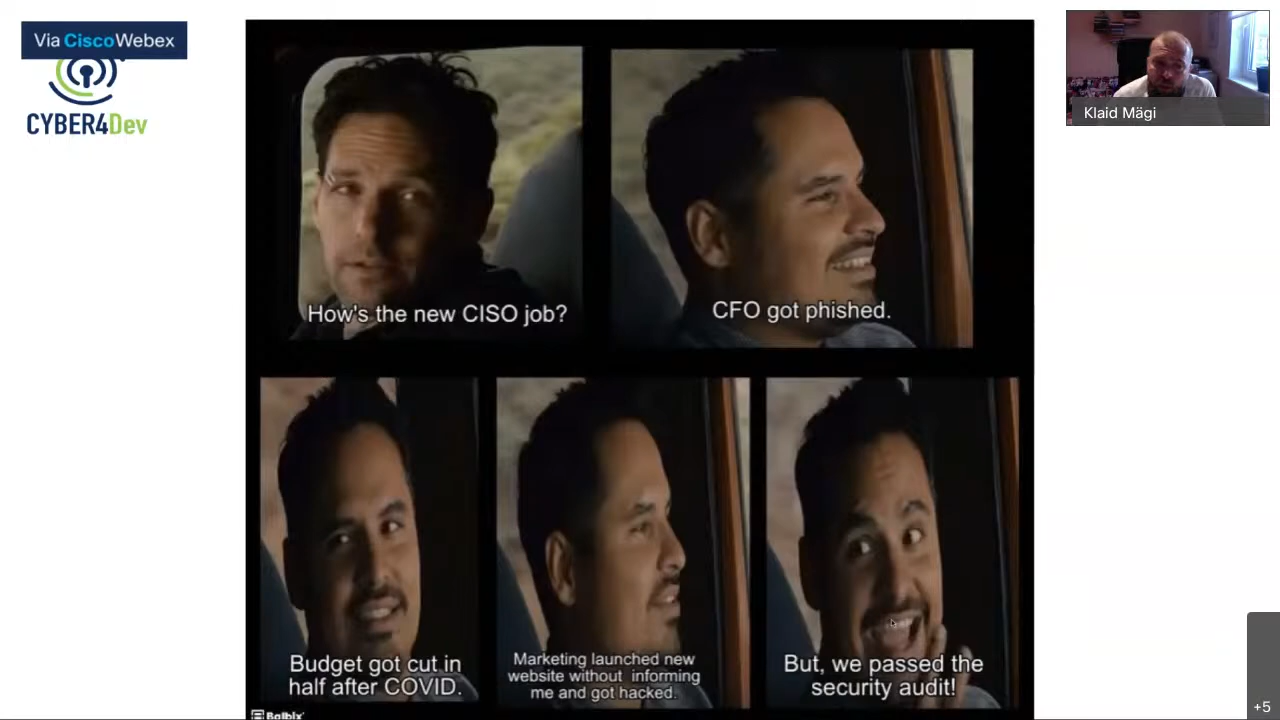 Via CiscoWebex
CYBER4Dev
Klaid Mägi
How's the new CISO job?
CFO got phished.
Budget got cut in
half after COVID.
Marketing launched new
website without informing
me and got hacked.
But, we passed the
security audit!
Balbix
+5